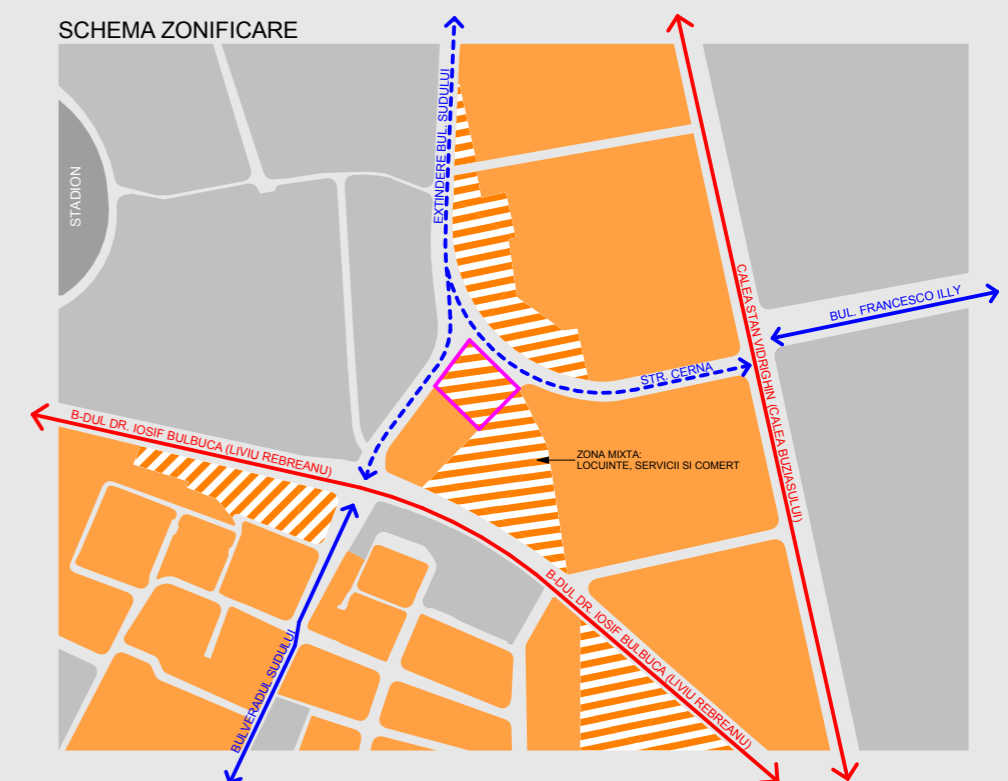 SCHEMA ZONIFICARE
EXTINDERE BUL. SUDULUI
STADION
CALEA STAN VIDRIGHIN (CALEA BUZIASULUI)
BUL. FRANCESCO ILLY
STR. CERNA
B-DUL DR. IOSIF BULBUCA (LIVIU REBREANU)
ZONA MIXTA:
LOCUINTE, SERVICII SI COMERT
B-DUL DR. IOSIF BULBUCA (LIVIU REBREANU)
BULVERADUL SUDULUI